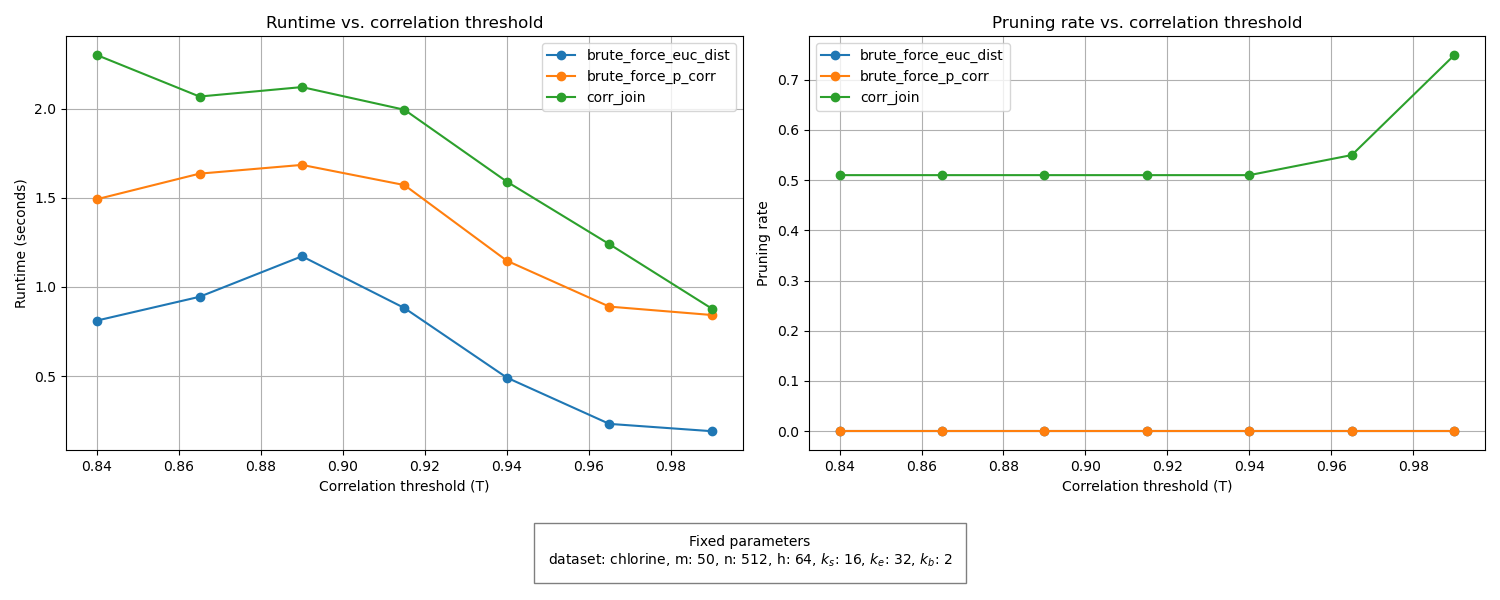 Runtime vs. correlation threshold
brute_force_euc_dist
brute_force_p_corr
corr_join
2.0
1.5
1.0
0.5
Runtime (seconds)
0.84 0.86 0.88 0.90 0.92 0.94 0.96 0.98
Correlation threshold (T)
Pruning rate vs. correlation threshold
brute_force_euc_dist
brute_force_p_corr
corr_join
0.7
0.6
0.5
0.4
0.3
0.2
0.1
0.0
Pruning rate
0.84 0.86 0.88 0.90 0.92 0.94 0.96 0.98
Correlation threshold (T)
Fixed parameters
dataset: chlorine, m: 50, n: 512, h: 64, kₛ: 16, kₑ: 32, k_b: 2